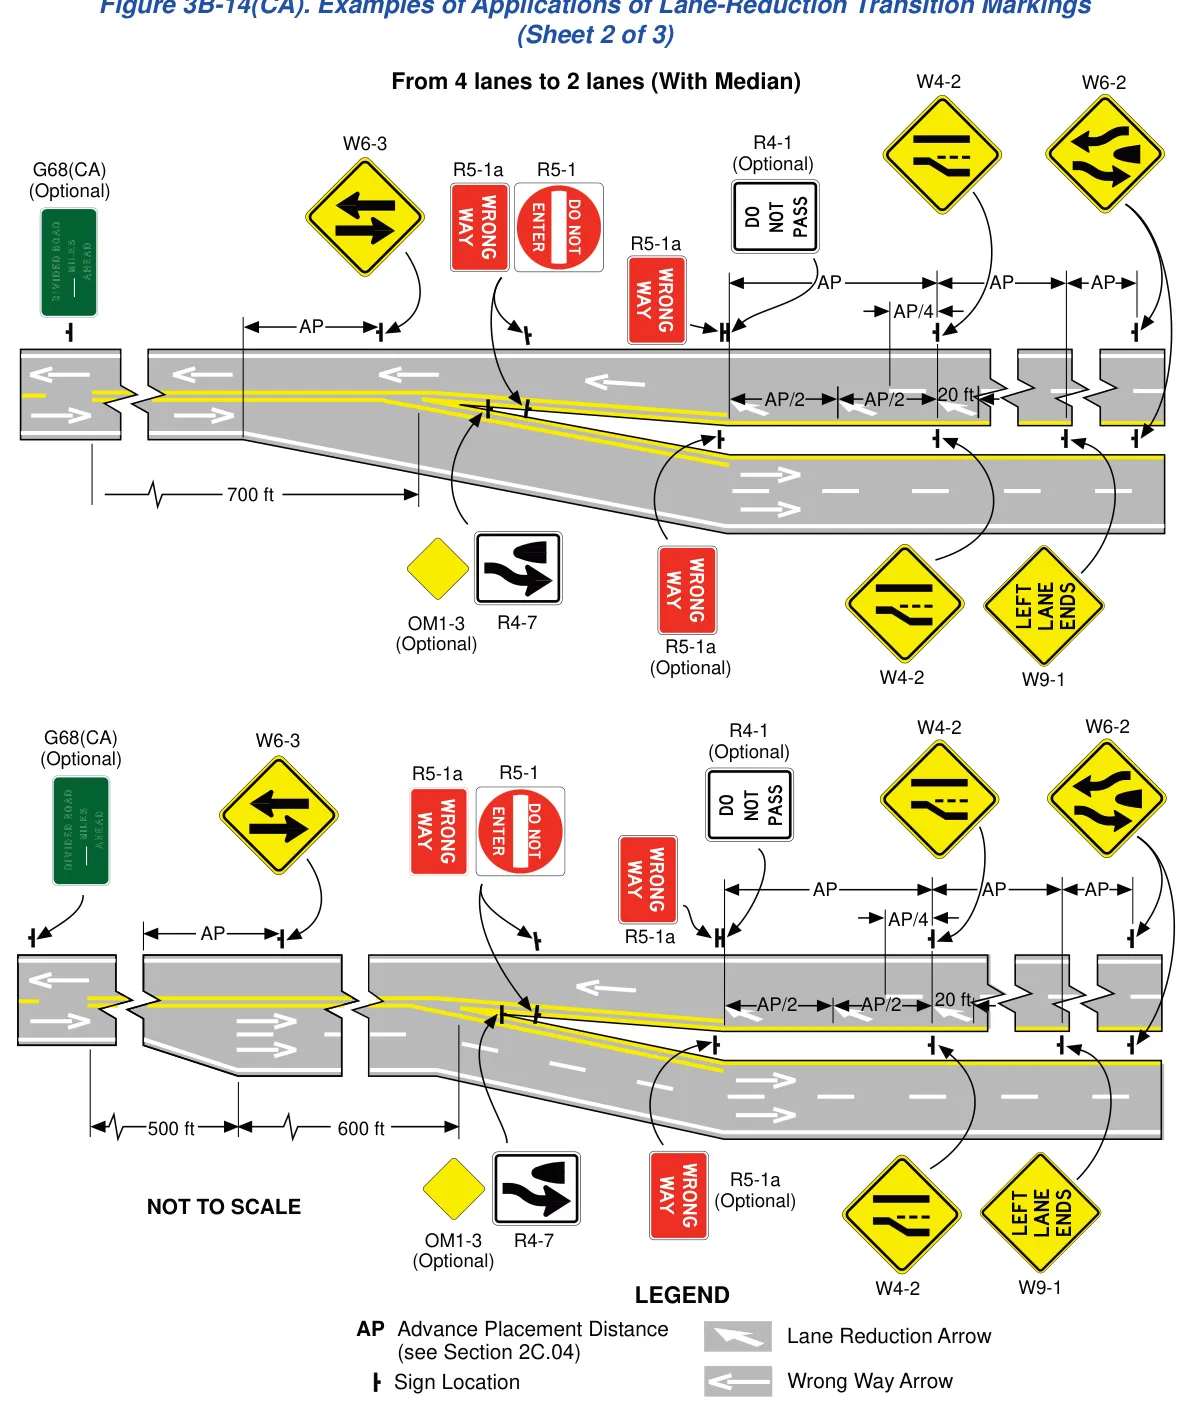 Figure 3B-14(CA). Examples of Applications of Lane-Reduction Transition Markings
(Sheet 2 of 3)
From 4 lanes to 2 lanes (With Median)
W4-2
W6-2
R4-1
(Optional)
W6-3
R5-1a
R5-1
G68(CA)
(Optional)
DIVIDED ROAD
MILES
AHEAD
WRONG
WAY
DO NOT
ENTER
DO
NOT
PASS
R5-1a
WRONG
WAY
AP
AP
AP
AP/4
AP
AP/2
AP/2
20 ft
700 ft
OM1-3
(Optional)
R4-7
WRONG
WAY
R5-1a
(Optional)
W4-2
LEFT
LANE
ENDS
W9-1
G68(CA)
(Optional)
DIVIDED ROAD
MILES
AHEAD
W6-3
R5-1a
R5-1
WRONG
WAY
DO NOT
ENTER
R4-1
(Optional)
DO
NOT
PASS
W4-2
W6-2
WRONG
WAY
R5-1a
AP
AP
AP
AP/4
AP
AP/2
AP/2
20 ft
500 ft
600 ft
NOT TO SCALE
OM1-3
(Optional)
R4-7
WRONG
WAY
R5-1a
(Optional)
W4-2
LEFT
LANE
ENDS
W9-1
LEGEND
AP Advance Placement Distance
(see Section 2C.04)
Sign Location
Lane Reduction Arrow
Wrong Way Arrow